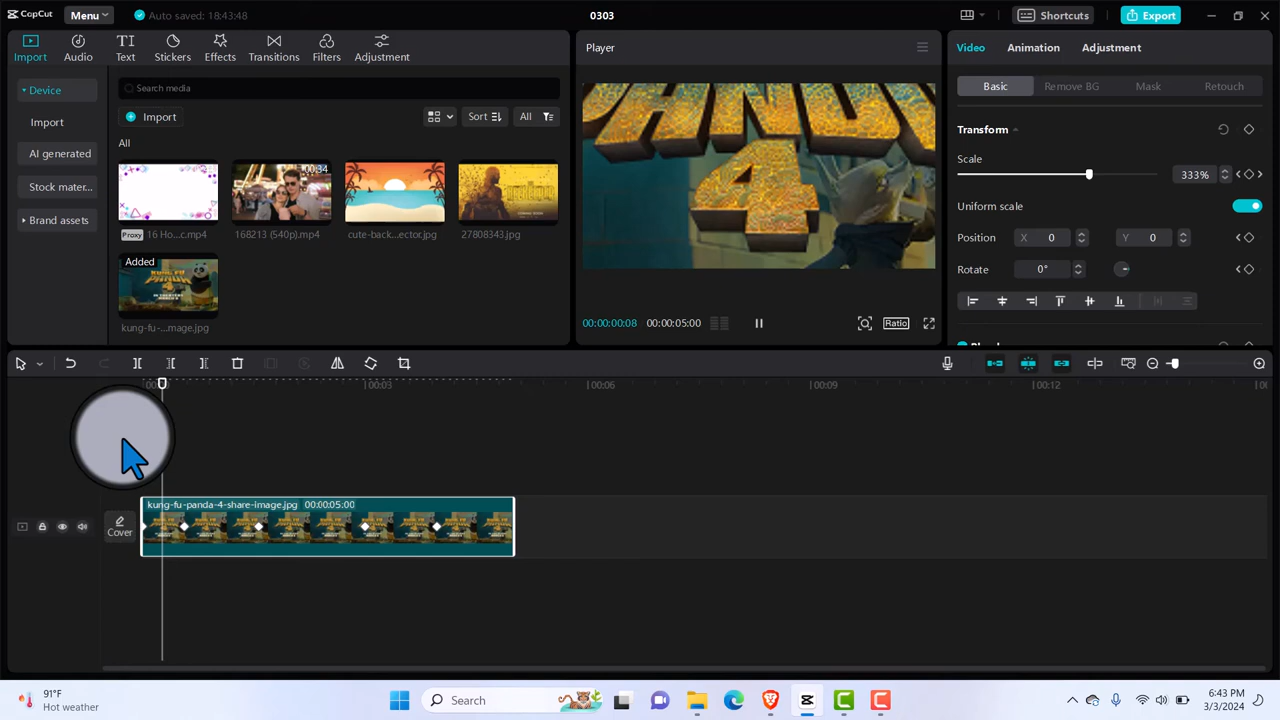 CapCut
Menu
Auto saved: 18:43:48
0303
Shortcuts
Export
Import
Audio
Text
Stickers
Effects
Transitions
Filters
Adjustment
Device
Import
AI generated
Stock mater...
Brand assets
Search media
Import
Sort
All
All
00:34
Proxy
16 Ho...c.mp4
168213 (540p).mp4
cute-back...ector.jpg
27808343.jpg
Added
kung-fu-...mage.jpg
Player
PANDA
4
00:00:00:08
00:00:05:00
Ratio
Video
Animation
Adjustment
Basic
Remove BG
Mask
Retouch
Transform
Scale
333%
Uniform scale
Position
X 0
Y 0
Rotate
0°
00:03
00:06
00:09
00:12
kung-fu-panda-4-share-image.jpg 00:00:05:00
Cover
91°F
Hot weather
Search
6:43 PM
3/3/2024